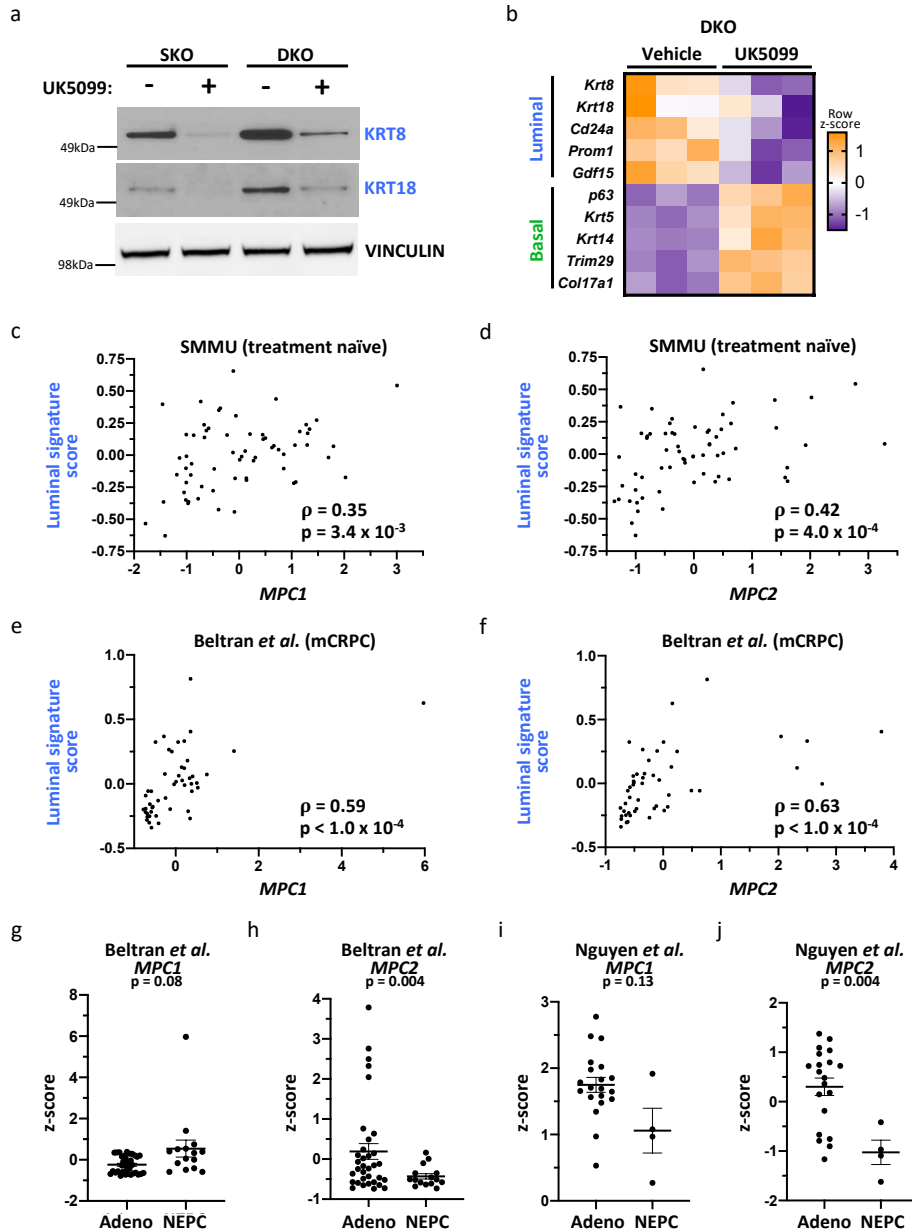 a
SKO DKO
UK5099: - + - +
KRT8
49kDa
KRT18
49kDa
VINCULIN
98kDa
b
DKO
Vehicle UK5099
Luminal
Krt8
Krt18
Cd24a
Prom1
Gdf15
Basal
p63
Krt5
Krt14
Trim29
Col17a1
Row
z-score
1
0
-1
c
SMMU (treatment naïve)
Luminal signature
score
0.75
0.50
0.25
0.00
-0.25
-0.50
-0.75
ρ = 0.35
p = 3.4 x 10⁻³
-2 -1 0 1 2 3
MPC1
d
SMMU (treatment naïve)
Luminal signature
score
0.75
0.50
0.25
0.00
-0.25
-0.50
-0.75
ρ = 0.42
p = 4.0 x 10⁻⁴
-1 0 1 2 3
MPC2
e
Beltran et al. (mCRPC)
Luminal signature
score
1.0
0.5
0.0
-0.5
ρ = 0.59
p < 1.0 x 10⁻⁴
0 2 4 6
MPC1
f
Beltran et al. (mCRPC)
Luminal signature
score
1.0
0.5
0.0
-0.5
ρ = 0.63
p < 1.0 x 10⁻⁴
-1 0 1 2 3 4
MPC2
g
Beltran et al.
MPC1
p = 0.08
z-score
8
6
4
2
0
-2
Adeno NEPC
h
Beltran et al.
MPC2
p = 0.004
z-score
4
3
2
1
0
-1
Adeno NEPC
i
Nguyen et al.
MPC1
p = 0.13
z-score
3
2
1
0
Adeno NEPC
j
Nguyen et al.
MPC2
p = 0.004
z-score
2
1
0
-1
-2
Adeno NEPC